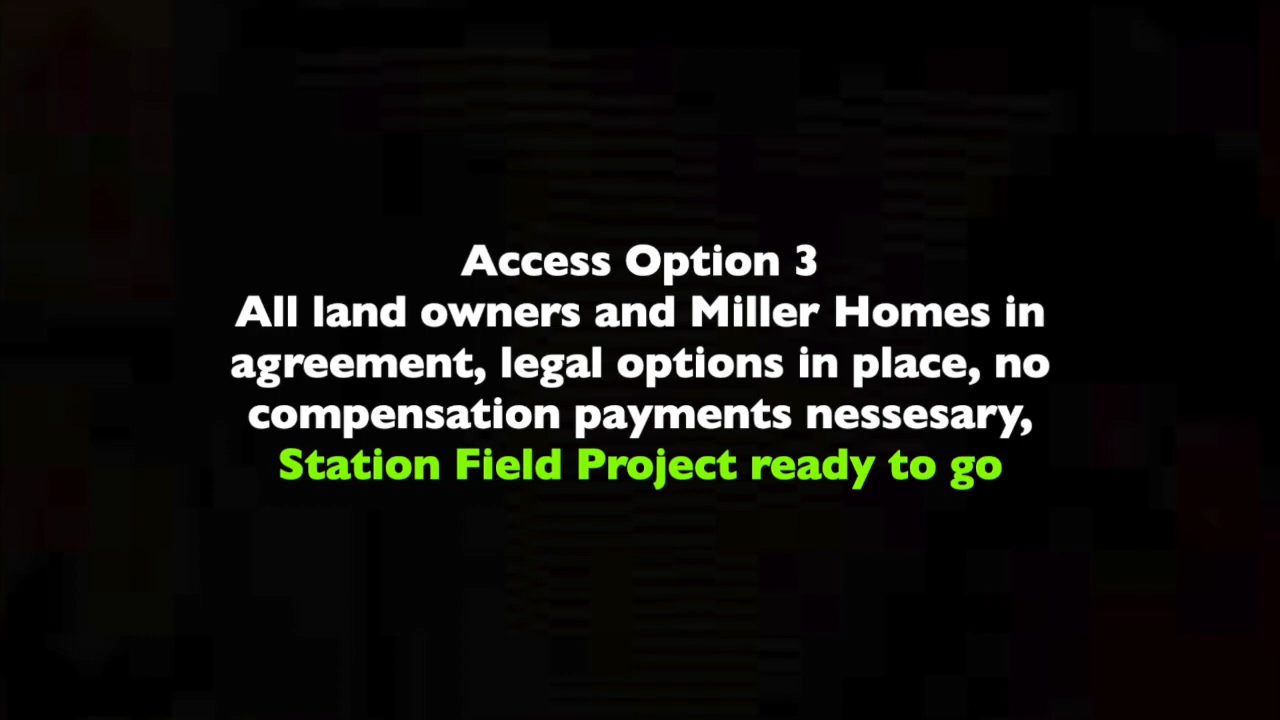 Access Option 3
All land owners and Miller Homes in
agreement, legal options in place, no
compensation payments nessesary,
Station Field Project ready to go